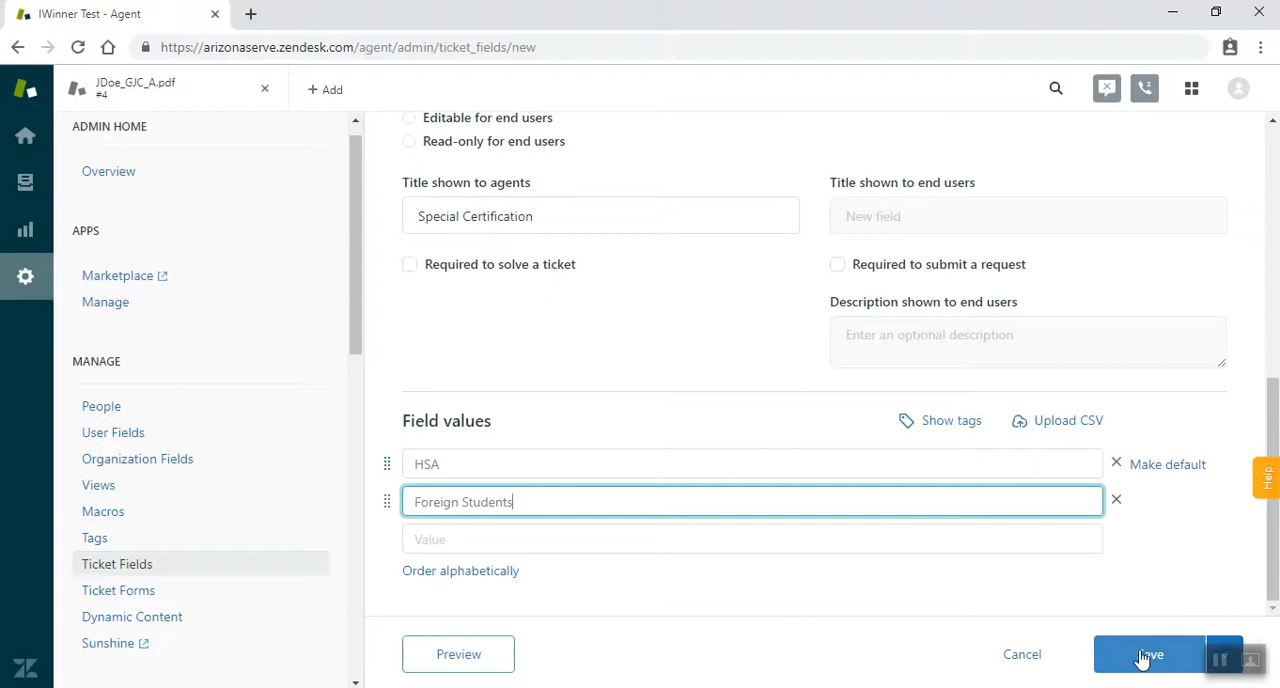 IWinner Test - Agent
https://arizonaserve.zendesk.com/agent/admin/ticket_fields/new
JDoe_GJC_A.pdf
#4
+ Add
ADMIN HOME
Overview
APPS
Marketplace
Manage
MANAGE
People
User Fields
Organization Fields
Views
Macros
Tags
Ticket Fields
Ticket Forms
Dynamic Content
Sunshine
Editable for end users
Read-only for end users
Title shown to agents
Title shown to end users
Special Certification
New field
Required to solve a ticket
Required to submit a request
Description shown to end users
Enter an optional description
Field values
Show tags
Upload CSV
HSA
Make default
Foreign Students
Value
Order alphabetically
Preview
Cancel
Help